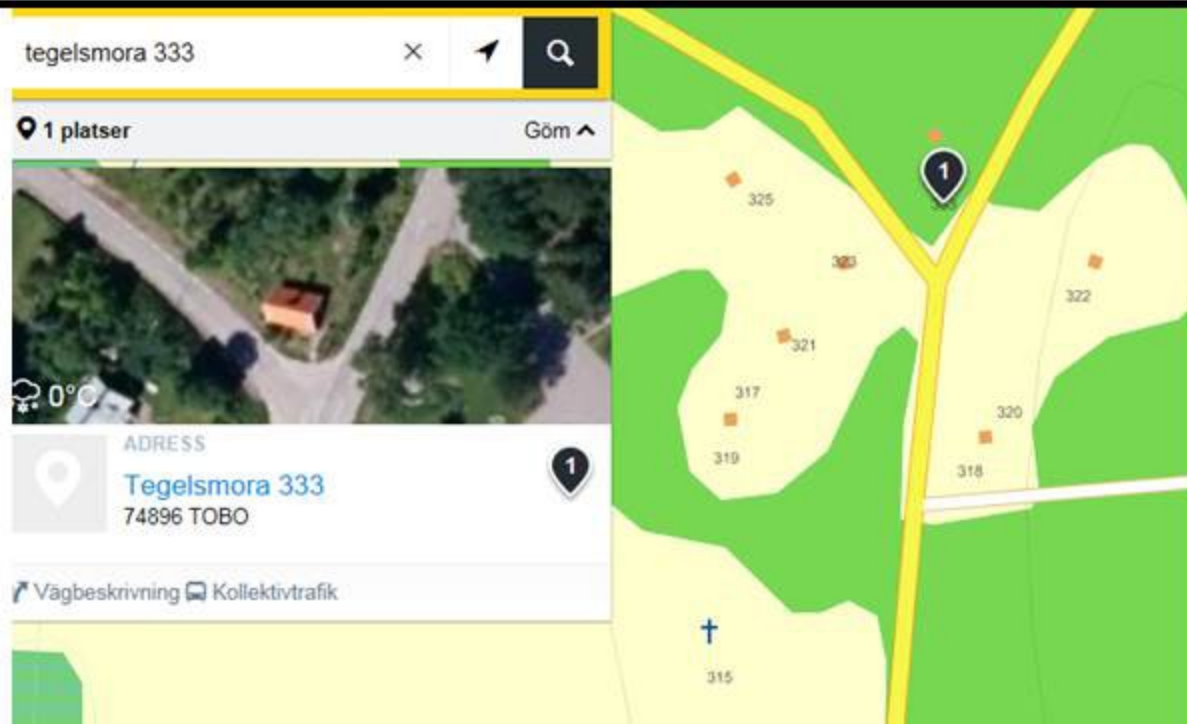 tegelsmora 333
1 platser
Göm
0°C
ADRESS
Tegelsmora 333
74896 TOBO
1
Vägbeskrivning Kollektivtrafik
1
325
323
322
321
317
320
319
318
315